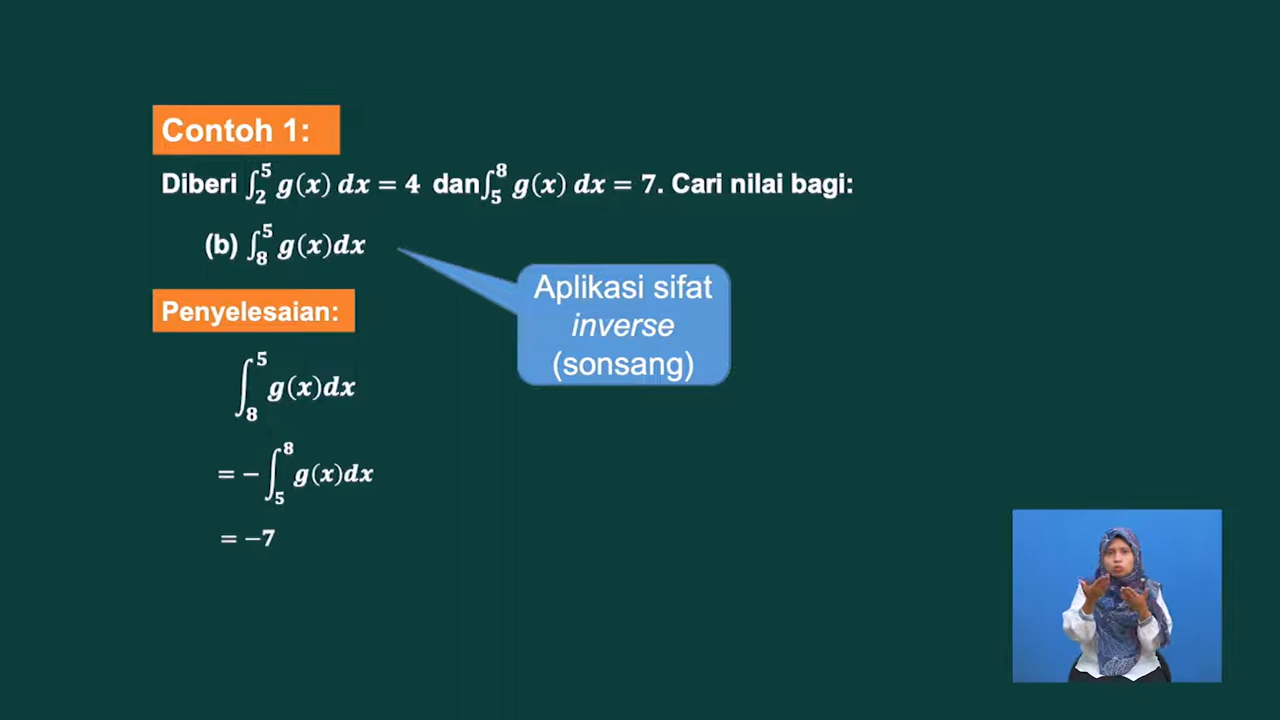 Contoh 1:
Diberi ∫₂⁵ g(x) dx = 4 dan ∫₅⁸ g(x) dx = 7. Cari nilai bagi:
(b) ∫₈⁵ g(x)dx
Aplikasi sifat
inverse
(sonsang)
Penyelesaian:
∫₈⁵ g(x)dx
= − ∫₅⁸ g(x)dx
= −7